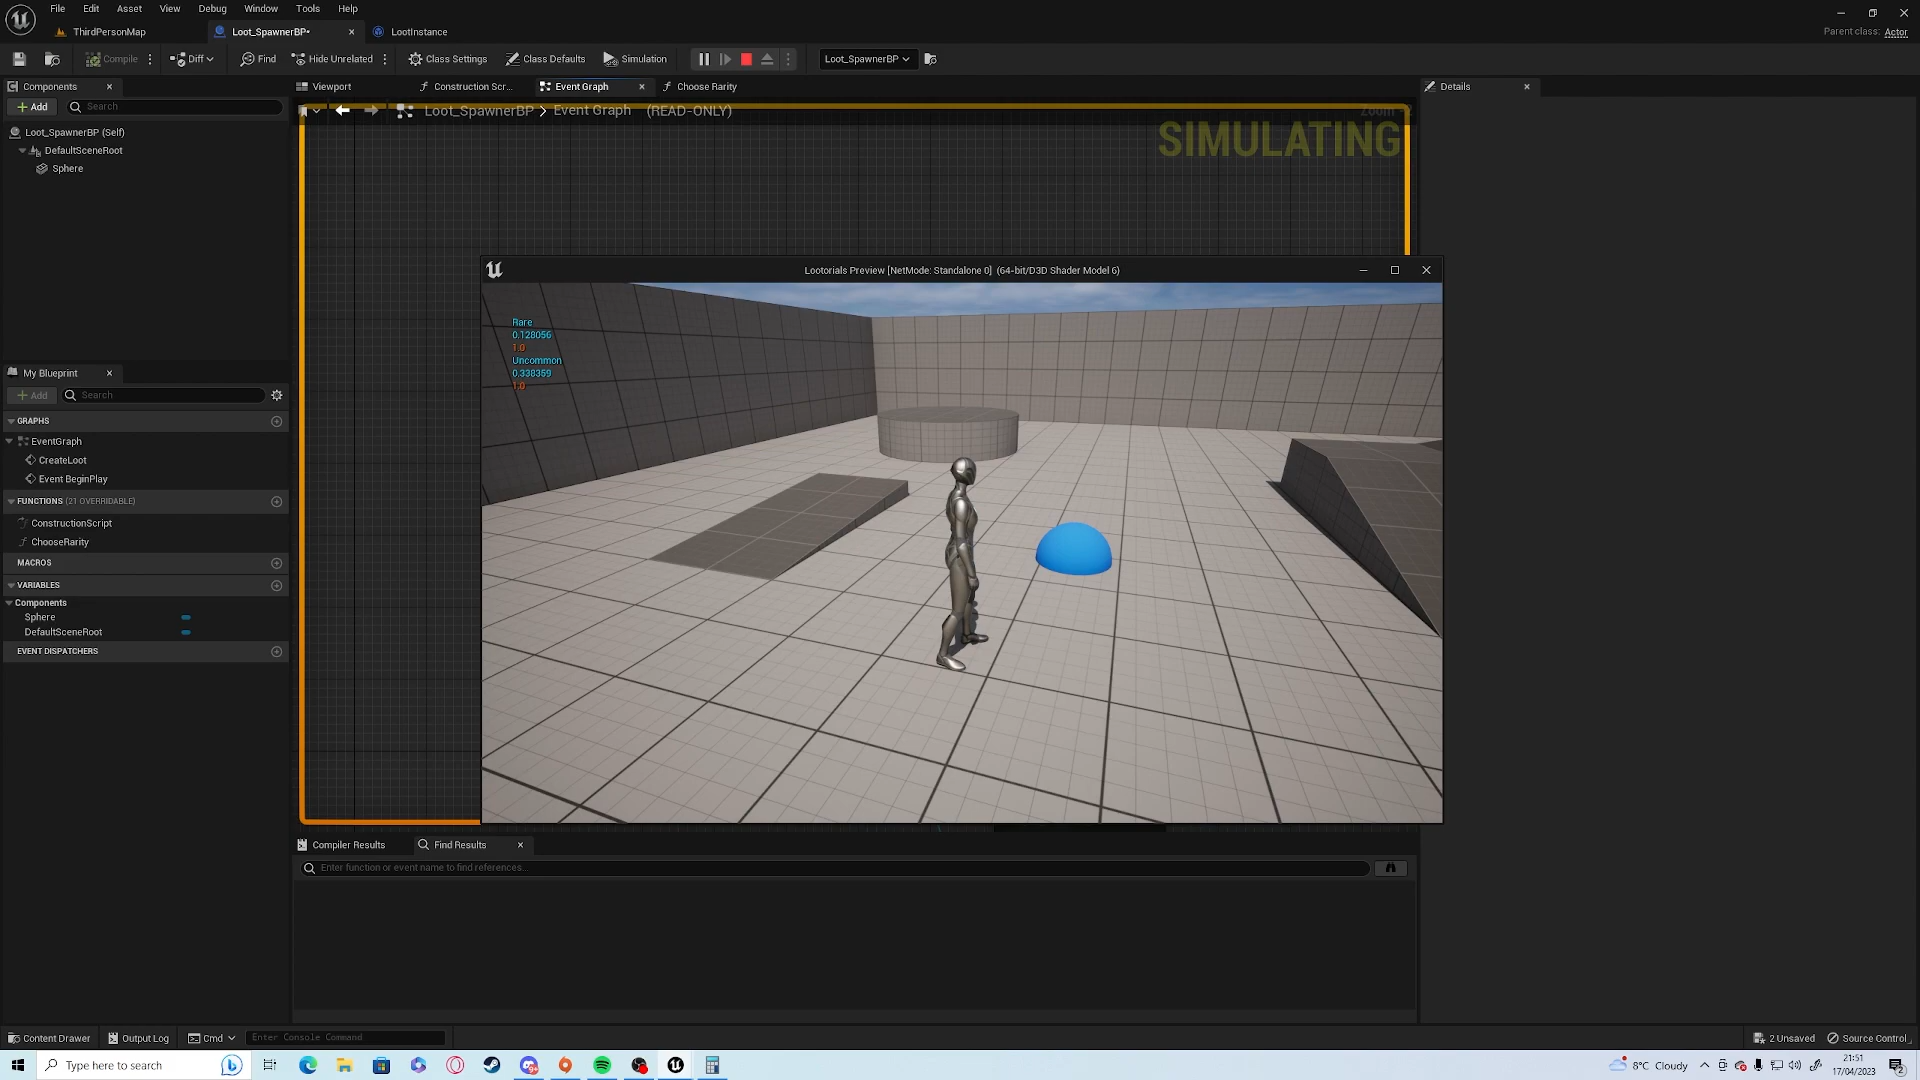 File Edit Asset View Debug Window Tools Help
ThirdPersonMap Loot_SpawnerBP• LootInstance
Parent class: Actor
Compile Diff Find Hide Unrelated Class Settings Class Defaults Simulation Loot_SpawnerBP
Components Viewport Construction Scr... Event Graph Choose Rarity Details
Add Search
Loot_SpawnerBP > Event Graph (READ-ONLY)
SIMULATING
Loot_SpawnerBP (Self)
DefaultSceneRoot
Sphere
Lootorials Preview [NetMode: Standalone 0] (64-bit/D3D Shader Model 6)
Rare
0.128056
1.0
Uncommon
0.338359
1.0
My Blueprint
Add Search
GRAPHS
EventGraph
CreateLoot
Event BeginPlay
FUNCTIONS (21 OVERRIDABLE)
ConstructionScript
ChooseRarity
MACROS
VARIABLES
Components
Sphere
DefaultSceneRoot
EVENT DISPATCHERS
Compiler Results Find Results
Enter function or event name to find references...
Content Drawer Output Log Cmd Enter Console Command
2 Unsaved Source Control
Type here to search
8°C Cloudy
21:51
17/04/2023